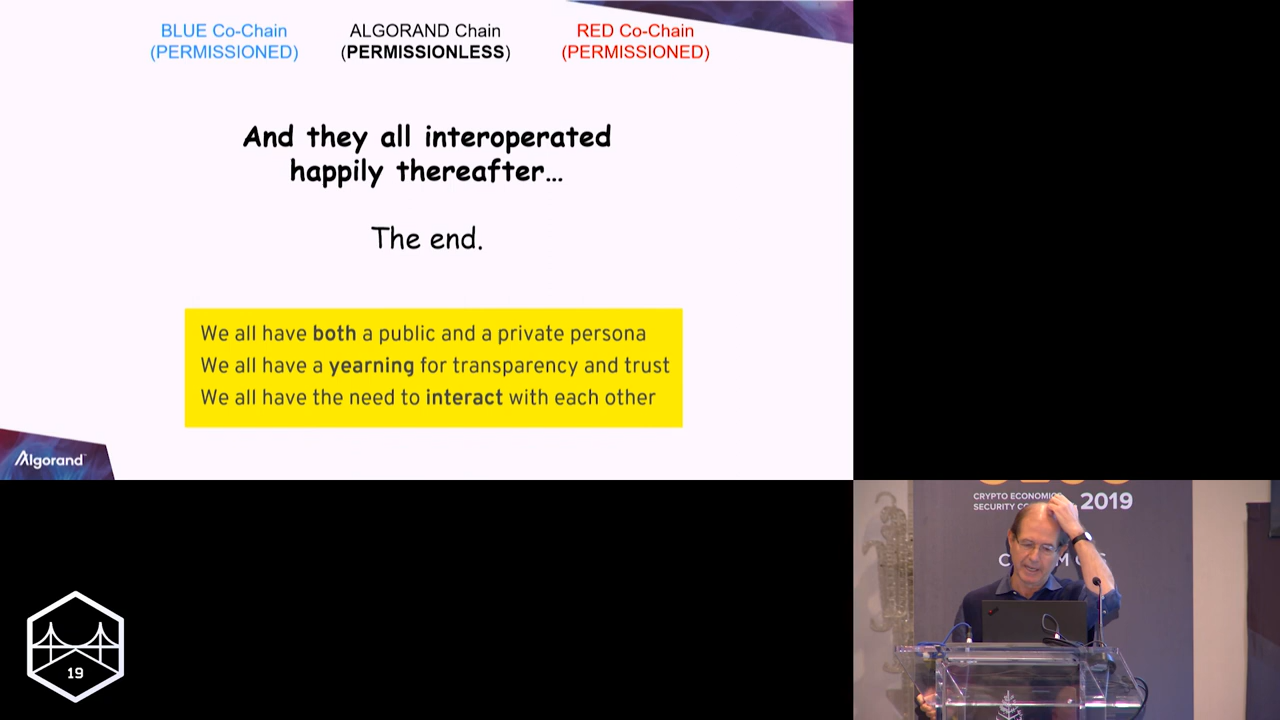 BLUE Co-Chain
(PERMISSIONED)
ALGORAND Chain
(PERMISSIONLESS)
RED Co-Chain
(PERMISSIONED)
And they all interoperated
happily thereafter…
The end.
We all have both a public and a private persona
We all have a yearning for transparency and trust
We all have the need to interact with each other
Algorand
CRYPTO ECONOMICS
SECURITY
2019
19